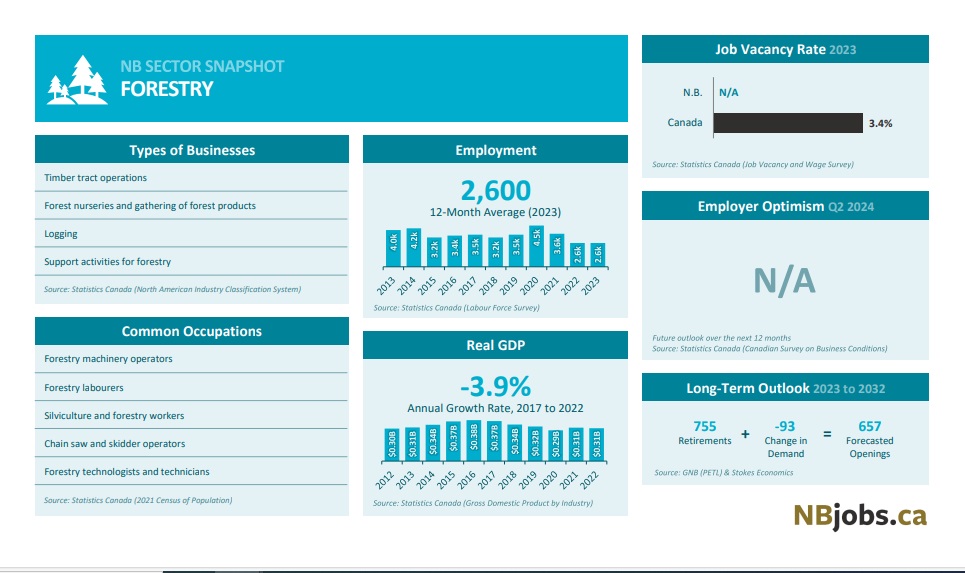 NB SECTOR SNAPSHOT
FORESTRY
Types of Businesses
Timber tract operations
Forest nurseries and gathering of forest products
Logging
Support activities for forestry
Source: Statistics Canada (North American Industry Classification System)
Common Occupations
Forestry machinery operators
Forestry labourers
Silviculture and forestry workers
Chain saw and skidder operators
Forestry technologists and technicians
Source: Statistics Canada (2021 Census of Population)
Employment
2,600
12-Month Average (2023)
4.0k 4.2k 3.2k 3.4k 3.5k 3.2k 3.5k 4.5k 3.6k 2.6k 2.6k
2013 2014 2015 2016 2017 2018 2019 2020 2021 2022 2023
Source: Statistics Canada (Labour Force Survey)
Real GDP
-3.9%
Annual Growth Rate, 2017 to 2022
$0.30B $0.31B $0.34B $0.37B $0.38B $0.37B $0.34B $0.32B $0.29B $0.31B $0.31B
2012 2013 2014 2015 2016 2017 2018 2019 2020 2021 2022
Source: Statistics Canada (Gross Domestic Product by Industry)
Job Vacancy Rate 2023
N.B. N/A
Canada 3.4%
Source: Statistics Canada (Job Vacancy and Wage Survey)
Employer Optimism Q2 2024
N/A
Future outlook over the next 12 months
Source: Statistics Canada (Canadian Survey on Business Conditions)
Long-Term Outlook 2023 to 2032
755 + -93 = 657
Retirements Change in Forecasted
Demand Openings
Source: GNB (PETL) & Stokes Economics
NBjobs.ca